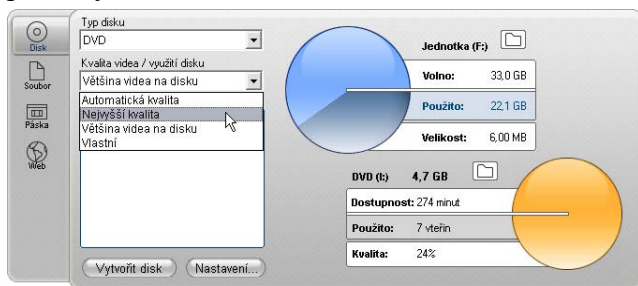 Disk
Soubor
Páska
Web
Typ disku
DVD
Kvalita videa / využití disku
Většina videa na disku
Automatická kvalita
Nejvyšší kvalita
Většina videa na disku
Vlastní
Vytvořit disk
Nastavení...
Jednotka (F:)
Volno: 33,0 GB
Použito: 22,1 GB
Velikost: 6,00 MB
DVD (I:) 4,7 GB
Dostupnost: 274 minut
Použito: 7 vteřin
Kvalita: 24%